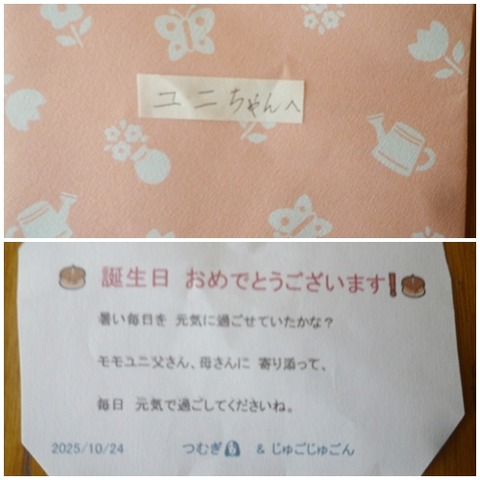 ユニちゃんへ
誕生日 おめでとうございます!
暑い毎日を 元気に過ごせていたかな?
モモユニ父さん、母さんに 寄り添って、
毎日 元気で過ごしてくださいね。
2025/10/24 つむぎ & じゅごじゅごん